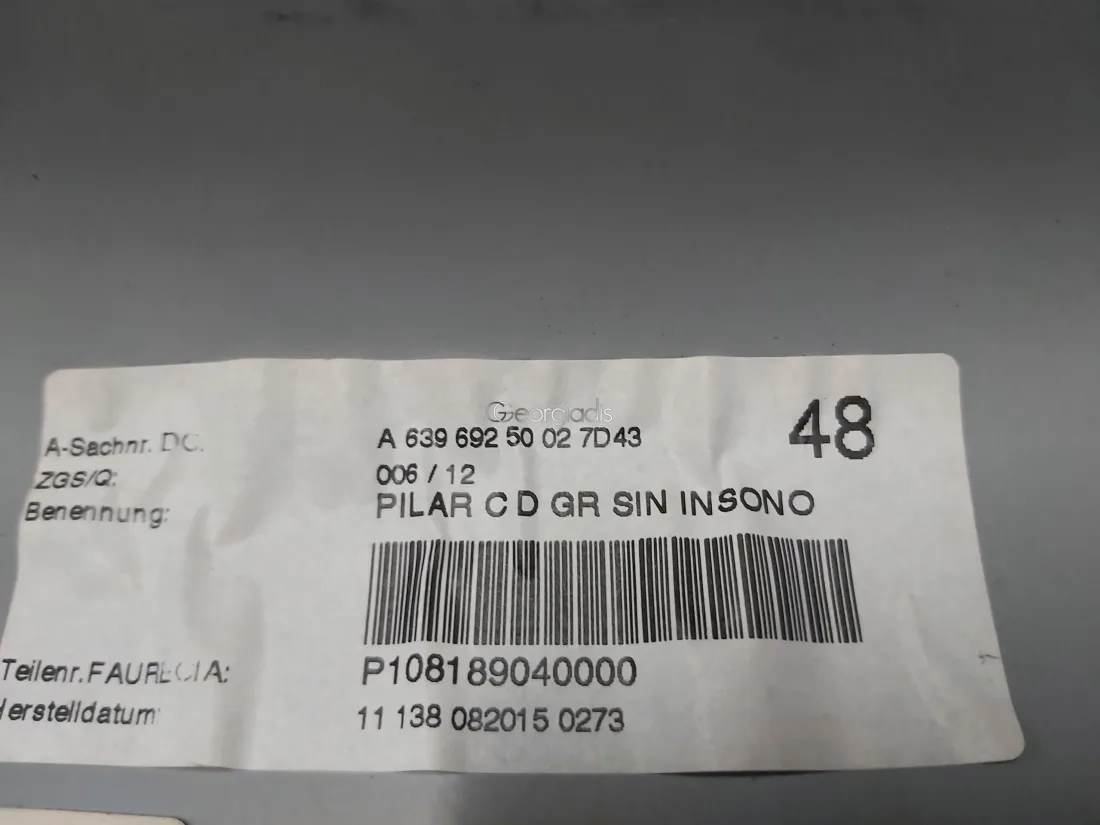 Georgiadis
48
A-Sachnr. DC. A 639 692 50 02 7D43
ZGS/Q: 006 / 12
Benennung: PILAR C D GR SIN INSONO
Teilenr.FAURECIA: P108189040000
Herstelldatum: 11 138 082015 0273